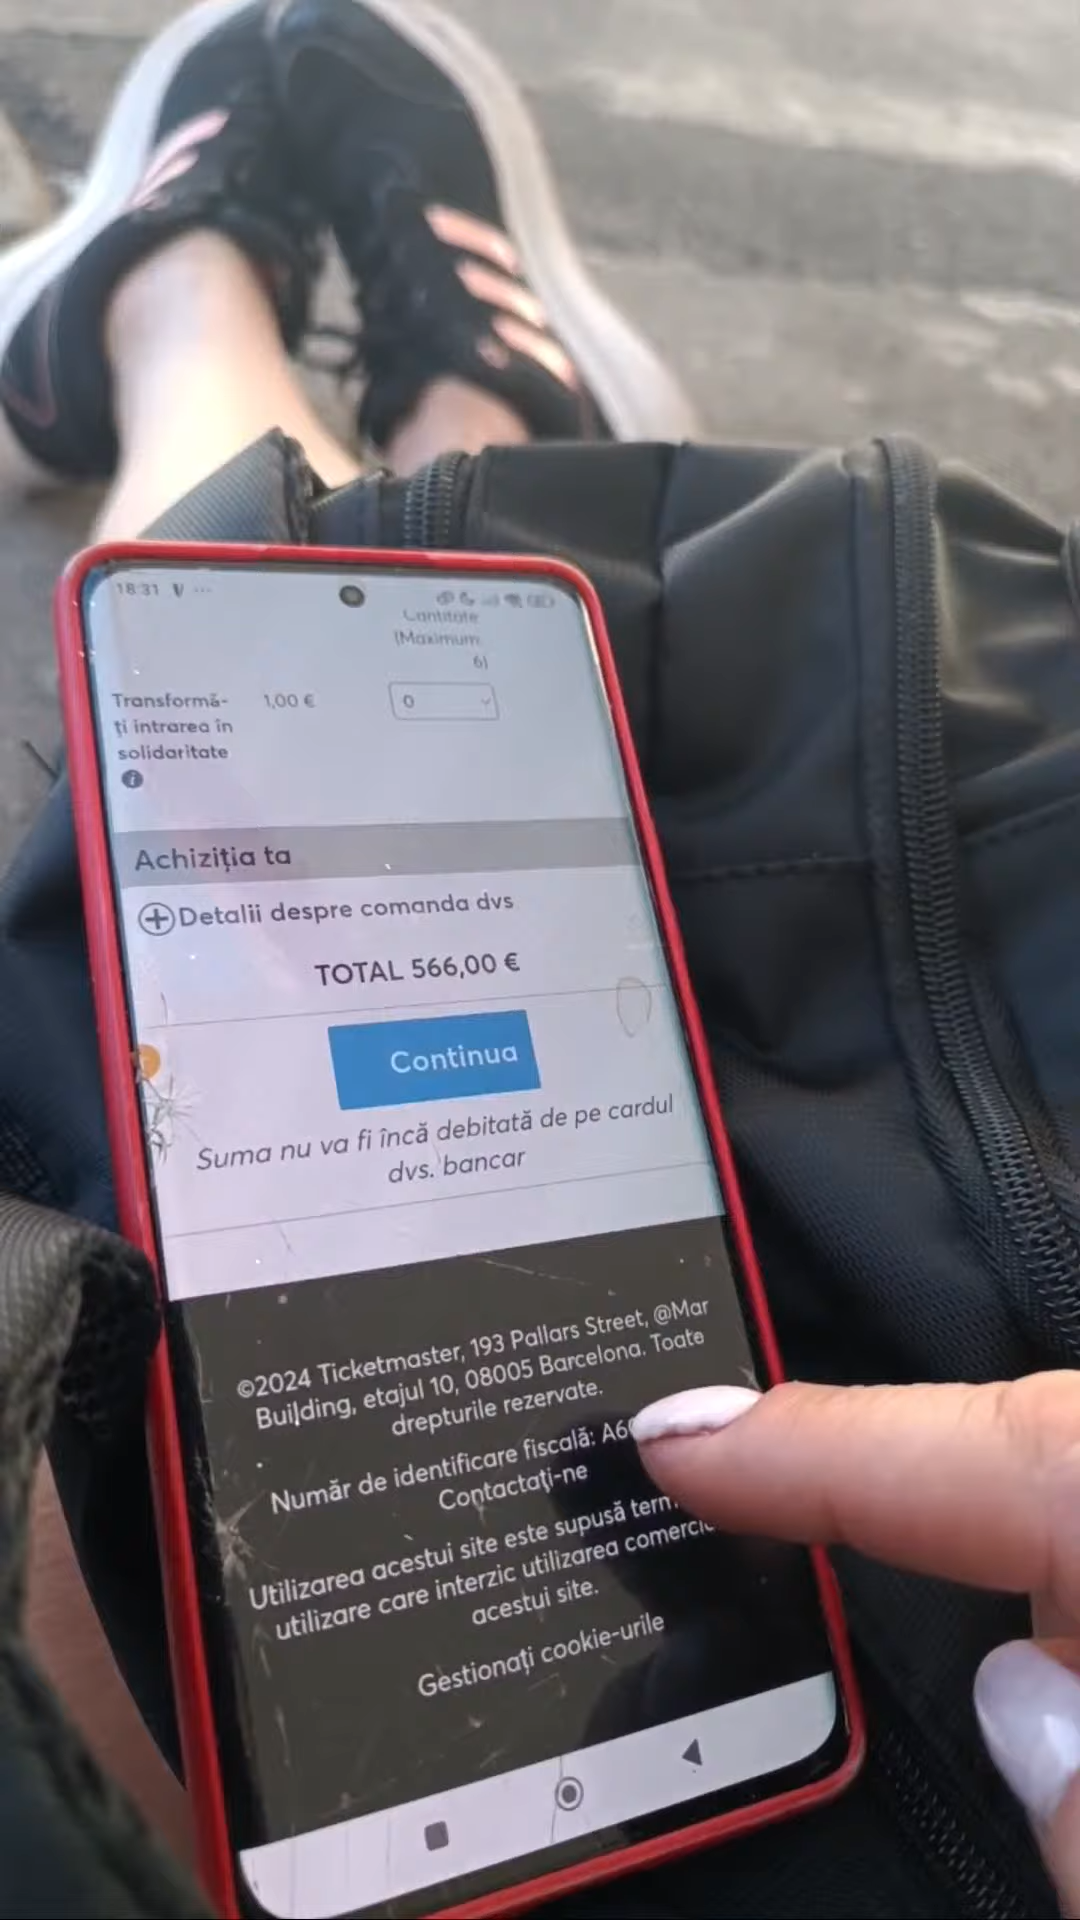 18:31
Cantitate
(Maximum
6)
Transformă-
ți intrarea în
solidaritate
1,00 €
0
Achiziția ta
Detalii despre comanda dvs
TOTAL 566,00 €
Continua
Suma nu va fi încă debitată de pe cardul
dvs. bancar
©2024 Ticketmaster, 193 Pallars Street, @Mar
Building, etajul 10, 08005 Barcelona. Toate
drepturile rezervate.
Număr de identificare fiscală:
Contactați-ne
Utilizarea acestui site este supusă
utilizare care interzic utilizarea
acestui site.
Gestionați cookie-urile